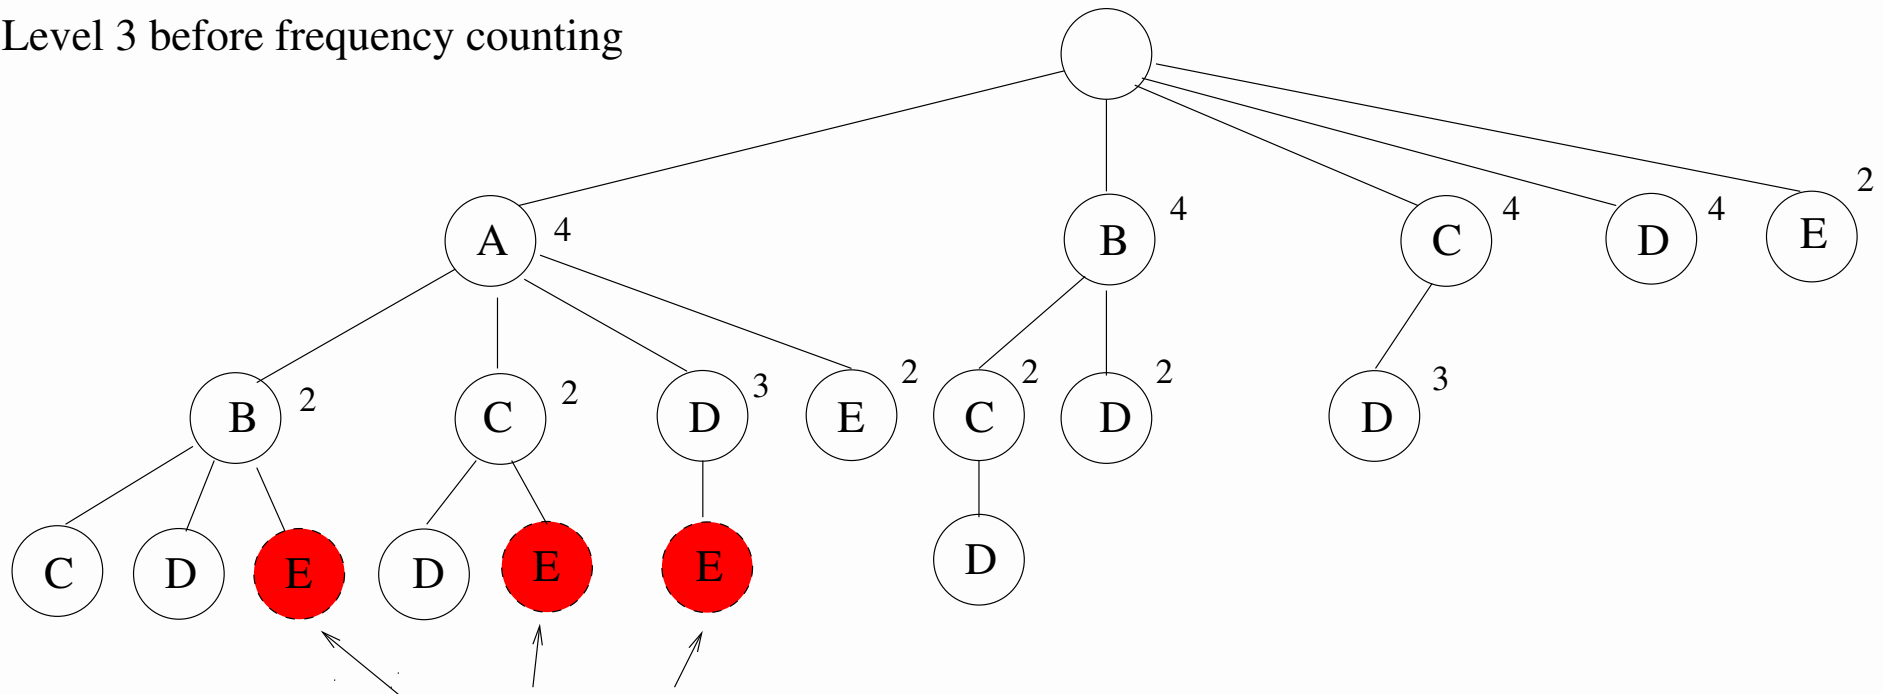 Level 3 before frequency counting
2
A 4 B 4 C 4 D 4 E
B 2 C 2 D 3 E 2 C 2 D 2 D 3
C D E D E E D